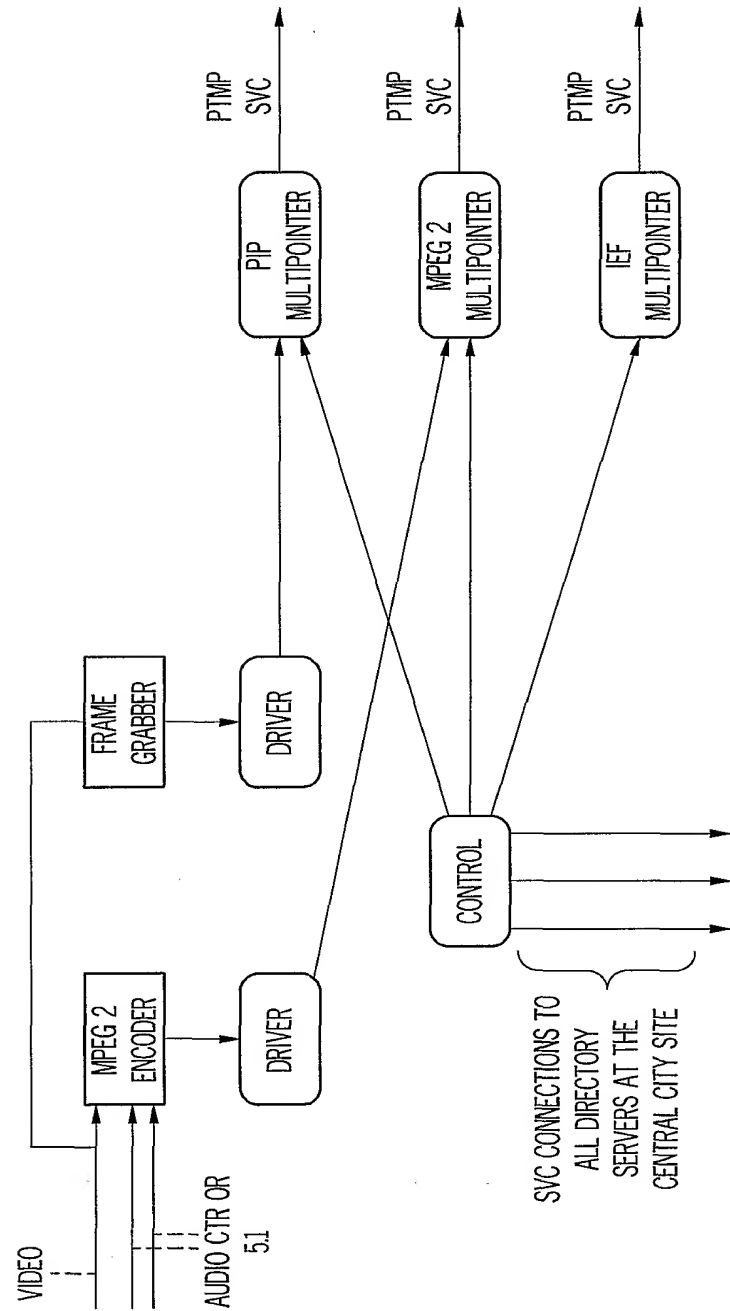 VIDEO
AUDIO CTR OR
5.1
MPEG 2
ENCODER
FRAME
GRABBER
DRIVER
DRIVER
PIP
MULTIPOINTER
PTMP
SVC
MPEG 2
MULTIPOINTER
PTMP
SVC
IEF
MULTIPOINTER
PTMP
SVC
CONTROL
SVC CONNECTIONS TO
ALL DIRECTORY
SERVERS AT THE
CENTRAL CITY SITE